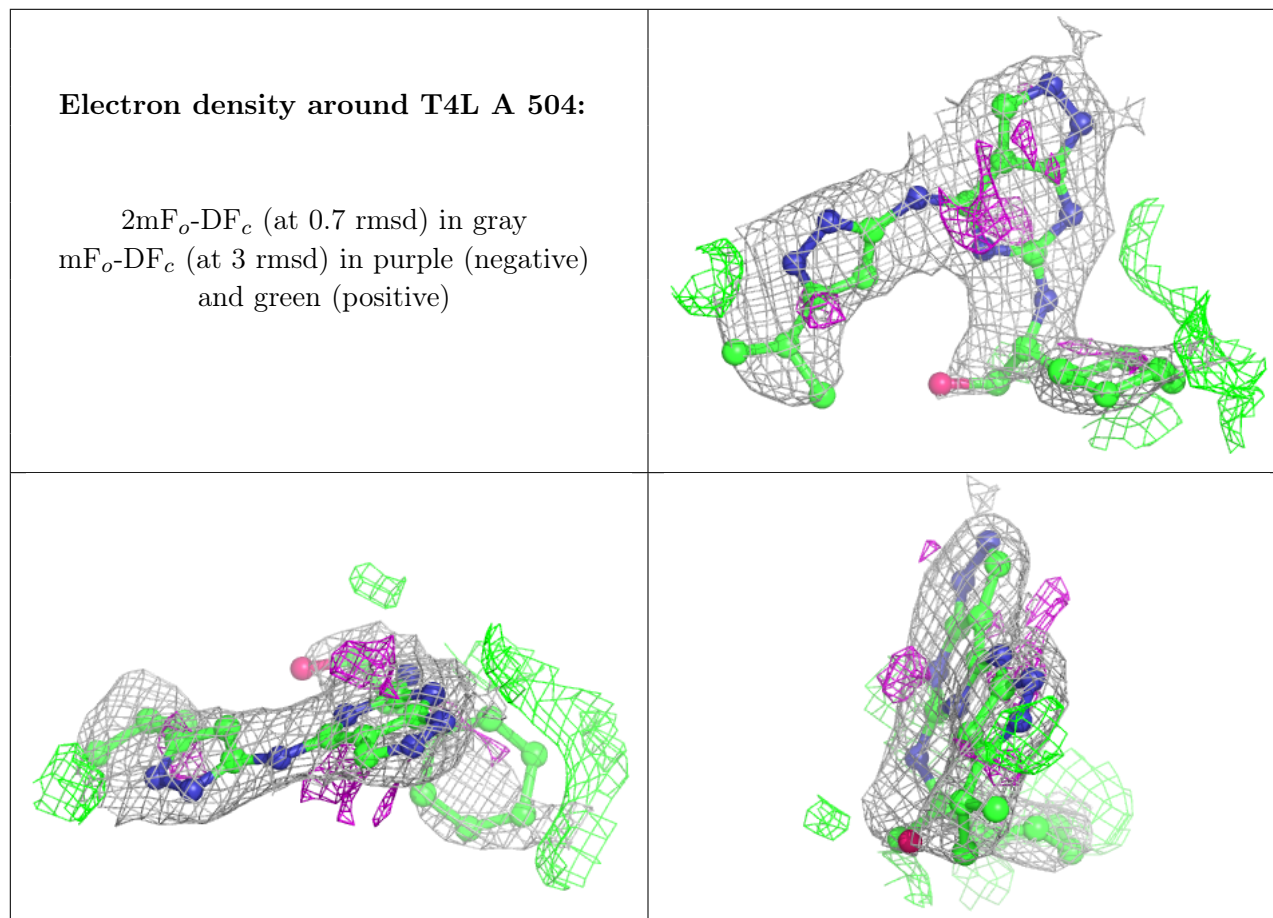 Electron density around T4L A 504:
2mFₒ-DF𝒸 (at 0.7 rmsd) in gray
mFₒ-DF𝒸 (at 3 rmsd) in purple (negative)
and green (positive)